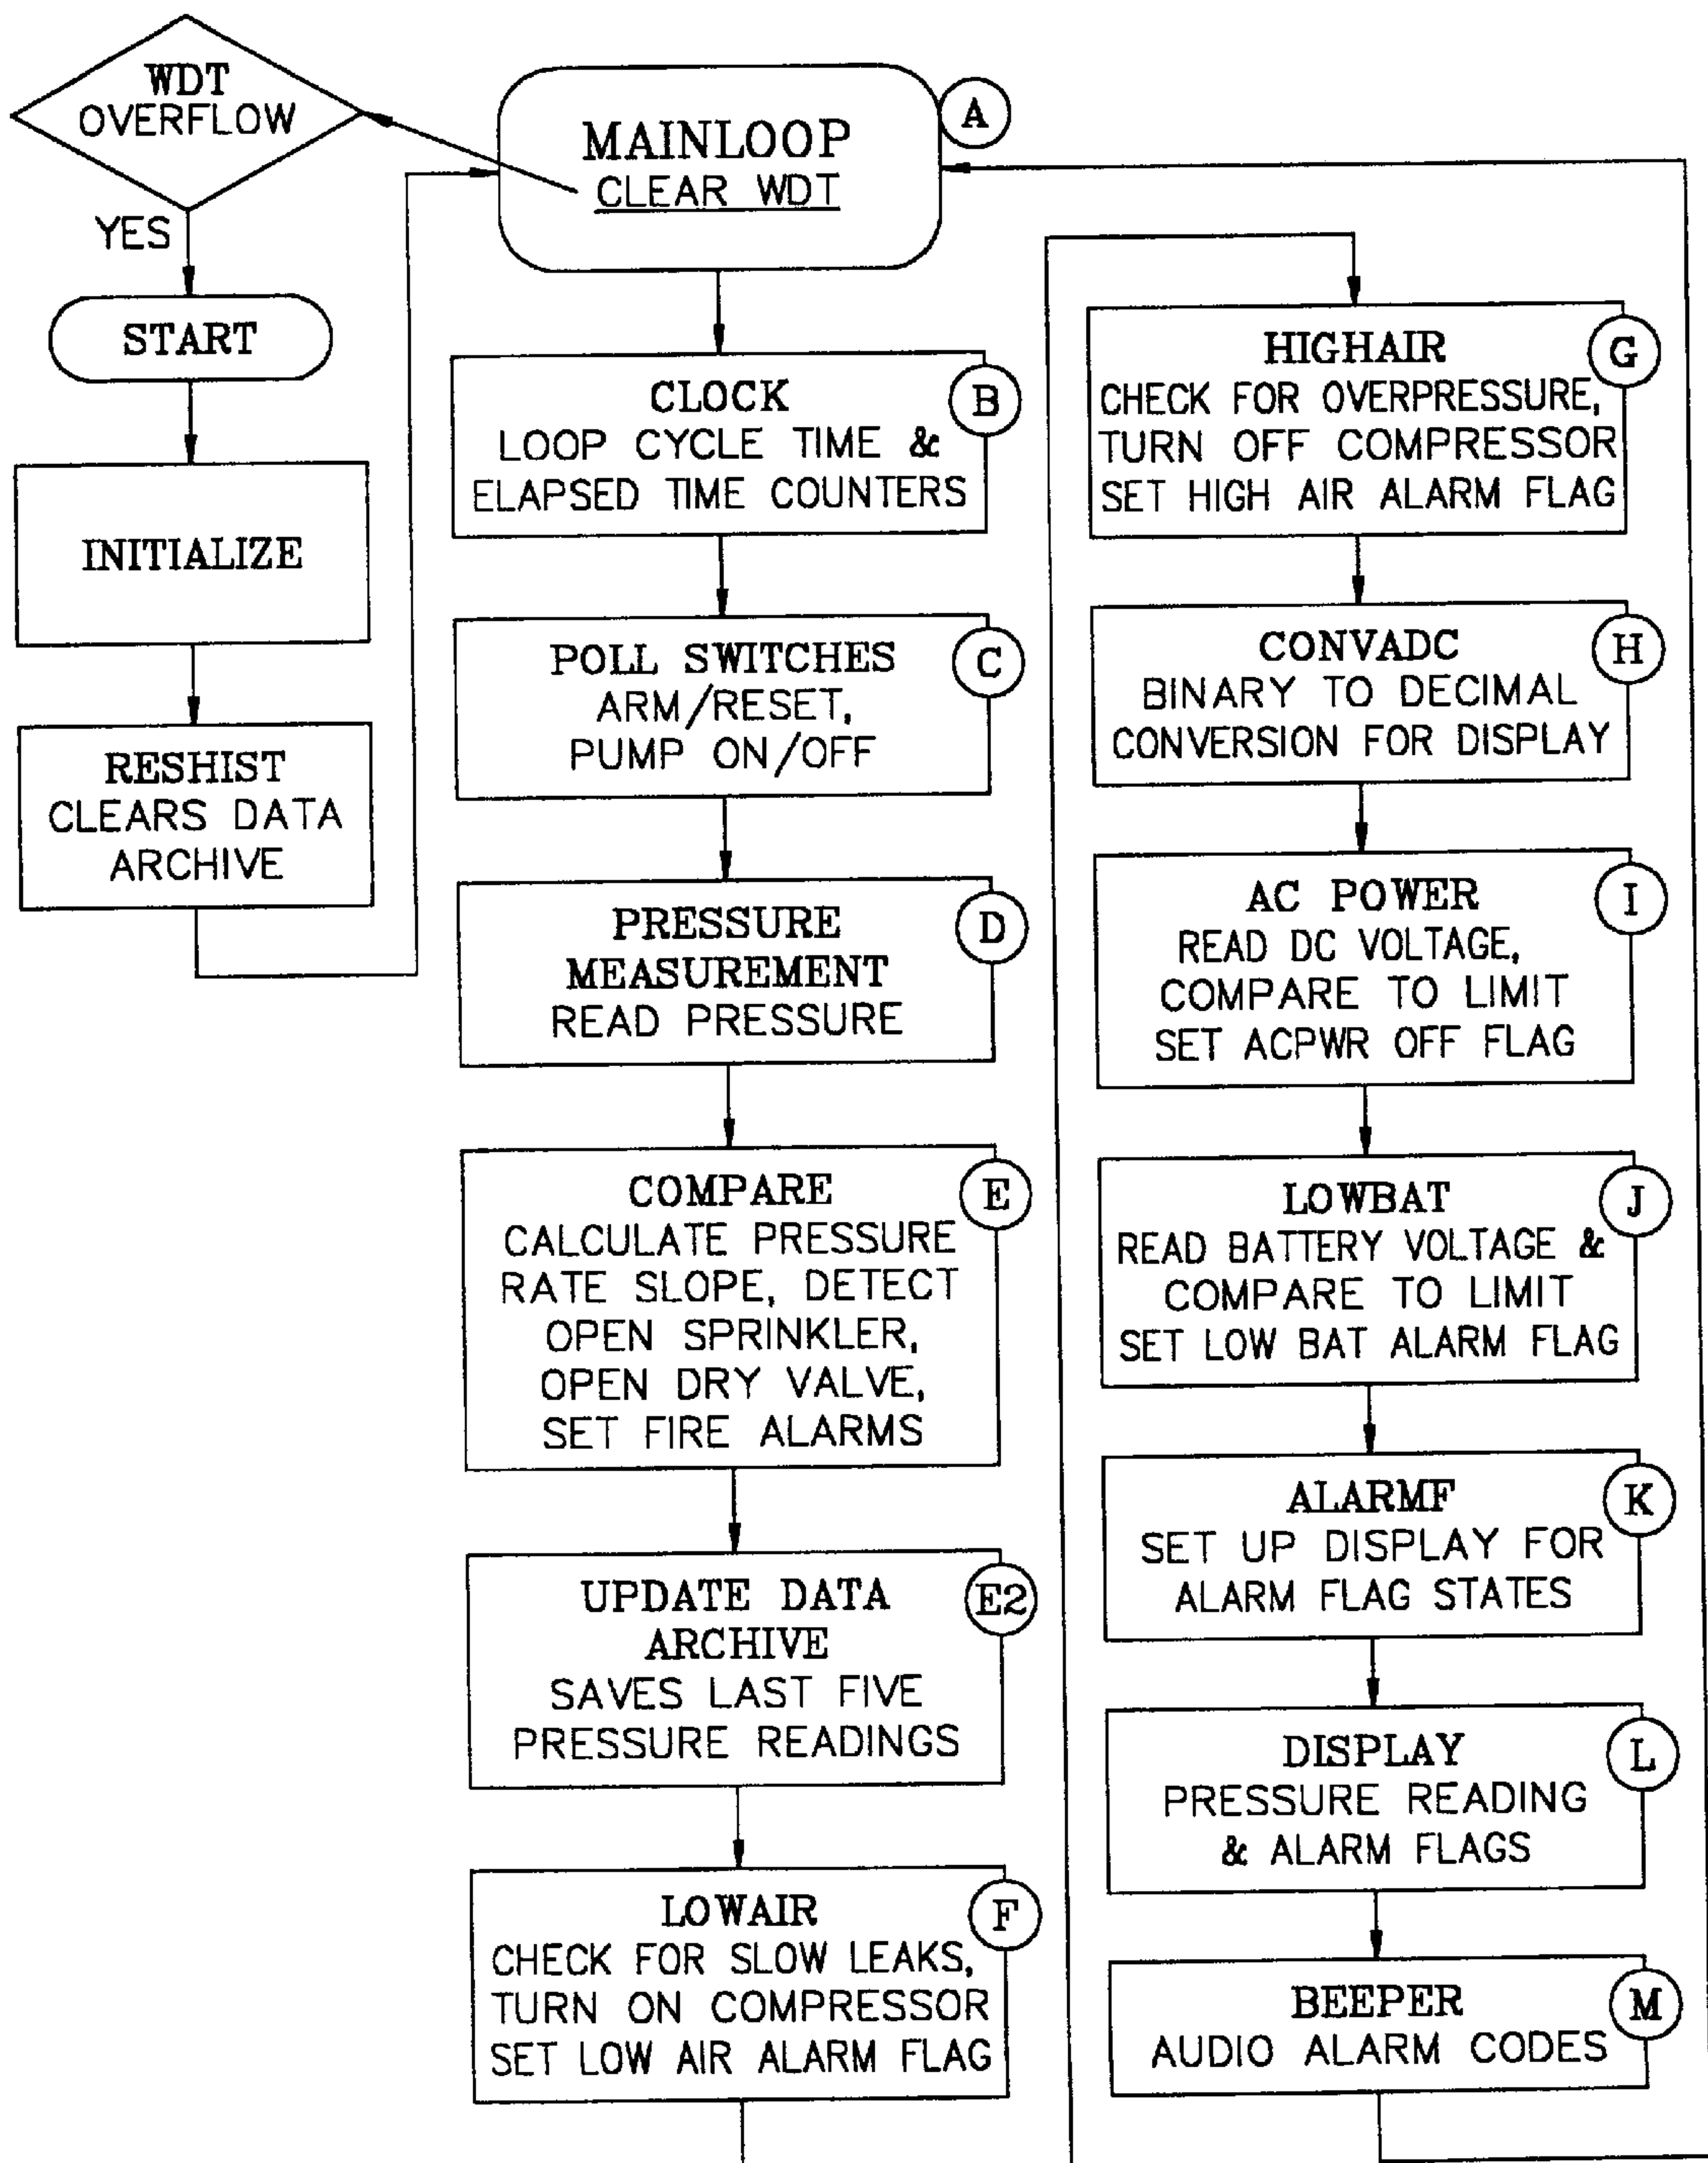 WDT
OVERFLOW
YES
START
INITIALIZE
RESHIST
CLEARS DATA
ARCHIVE
MAINLOOP
CLEAR WDT
A
CLOCK
B
LOOP CYCLE TIME &
ELAPSED TIME COUNTERS
POLL SWITCHES
C
ARM/RESET,
PUMP ON/OFF
PRESSURE
D
MEASUREMENT
READ PRESSURE
COMPARE
E
CALCULATE PRESSURE
RATE SLOPE, DETECT
OPEN SPRINKLER,
OPEN DRY VALVE,
SET FIRE ALARMS
UPDATE DATA
E2
ARCHIVE
SAVES LAST FIVE
PRESSURE READINGS
LOWAIR
F
CHECK FOR SLOW LEAKS,
TURN ON COMPRESSOR
SET LOW AIR ALARM FLAG
HIGHAIR
G
CHECK FOR OVERPRESSURE,
TURN OFF COMPRESSOR
SET HIGH AIR ALARM FLAG
CONVADC
H
BINARY TO DECIMAL
CONVERSION FOR DISPLAY
AC POWER
I
READ DC VOLTAGE,
COMPARE TO LIMIT
SET ACPWR OFF FLAG
LOWBAT
J
READ BATTERY VOLTAGE &
COMPARE TO LIMIT
SET LOW BAT ALARM FLAG
ALARMF
K
SET UP DISPLAY FOR
ALARM FLAG STATES
DISPLAY
L
PRESSURE READING
& ALARM FLAGS
BEEPER
M
AUDIO ALARM CODES